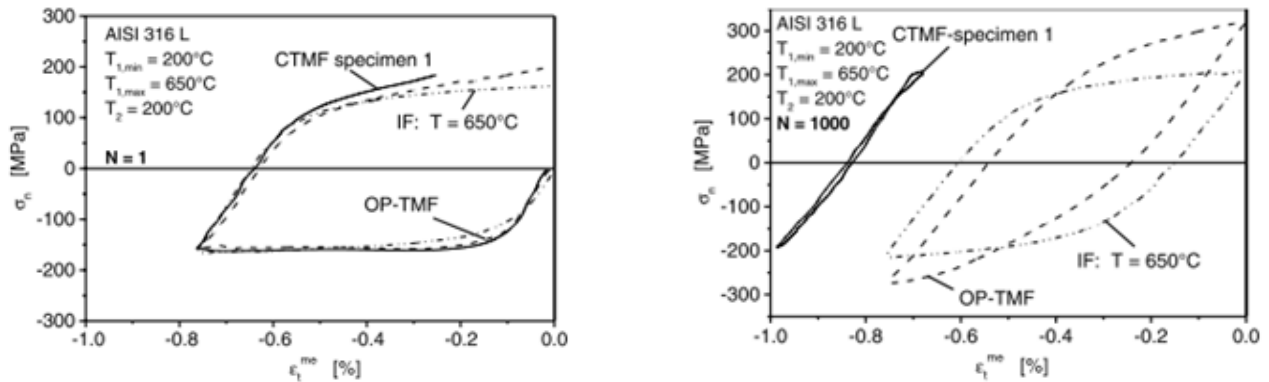 300
200
100
0
-100
-200
-300
σn [MPa]
AISI 316 L
T1,min = 200°C
T1,max = 650°C
T2 = 200°C
N = 1
CTMF specimen 1
IF: T = 650°C
OP-TMF
-1.0 -0.8 -0.6 -0.4 -0.2 0.0
εt^me [%]
300
200
100
0
-100
-200
-300
σn [MPa]
AISI 316 L
T1,min = 200°C
T1,max = 650°C
T2 = 200°C
N = 1000
CTMF-specimen 1
IF: T = 650°C
OP-TMF
-1.0 -0.8 -0.6 -0.4 -0.2 0.0
εt^me [%]